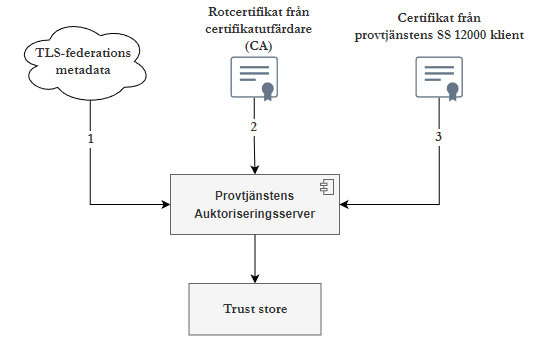 TLS-federations
metadata
Rotcertifikat från
certifikatutfärdare
(CA)
Certifikat från
provtjänstens SS 12000 klient
1
2
3
Provtjänstens
Auktoriseringsserver
Trust store